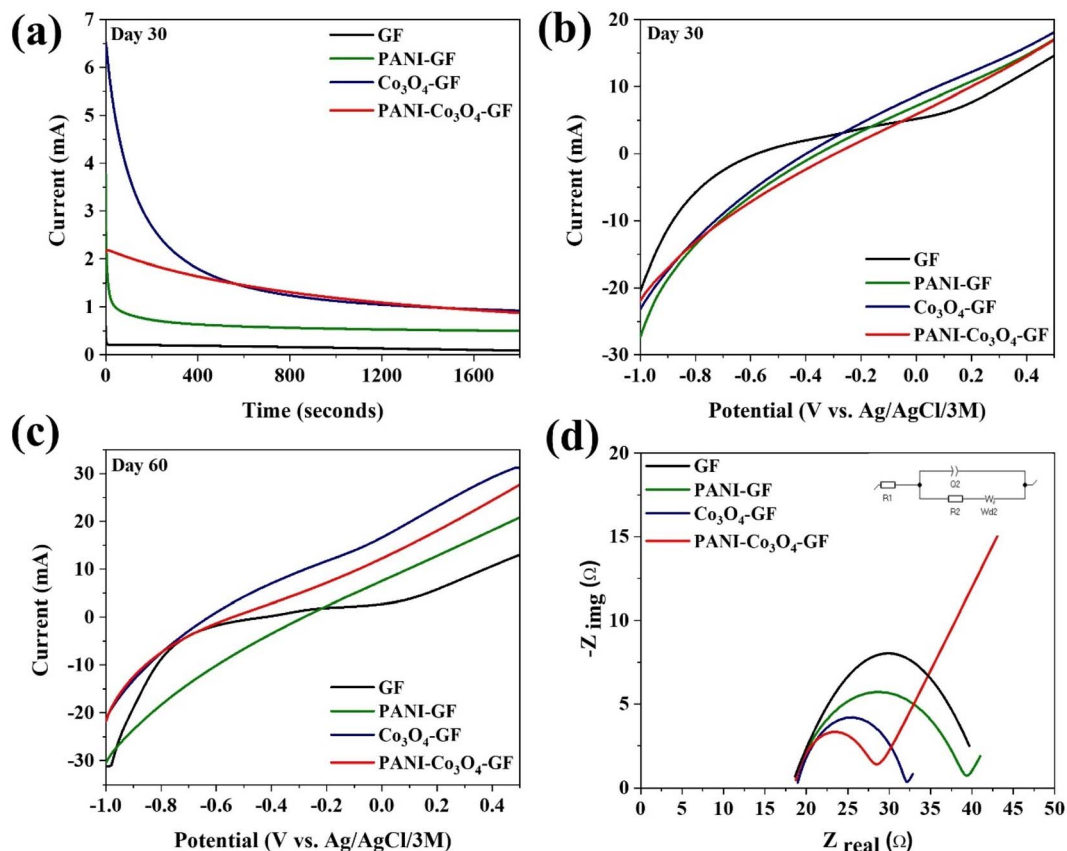 (a)
Day 30
GF
PANI-GF
Co₃O₄-GF
PANI-Co₃O₄-GF
7
6
5
4
3
2
1
0
Current (mA)
0 400 800 1200 1600
Time (seconds)
(b)
Day 30
20
10
0
-10
-20
-30
Current (mA)
GF
PANI-GF
Co₃O₄-GF
PANI-Co₃O₄-GF
-1.0 -0.8 -0.6 -0.4 -0.2 0.0 0.2 0.4
Potential (V vs. Ag/AgCl/3M)
(c)
Day 60
30
20
10
0
-10
-20
-30
Current (mA)
GF
PANI-GF
Co₃O₄-GF
PANI-Co₃O₄-GF
-1.0 -0.8 -0.6 -0.4 -0.2 0.0 0.2 0.4
Potential (V vs. Ag/AgCl/3M)
(d)
GF
PANI-GF
Co₃O₄-GF
PANI-Co₃O₄-GF
R1
Q2
R2
Wd2
20
15
10
5
0
-Z img (Ω)
0 5 10 15 20 25 30 35 40 45 50
Z real (Ω)